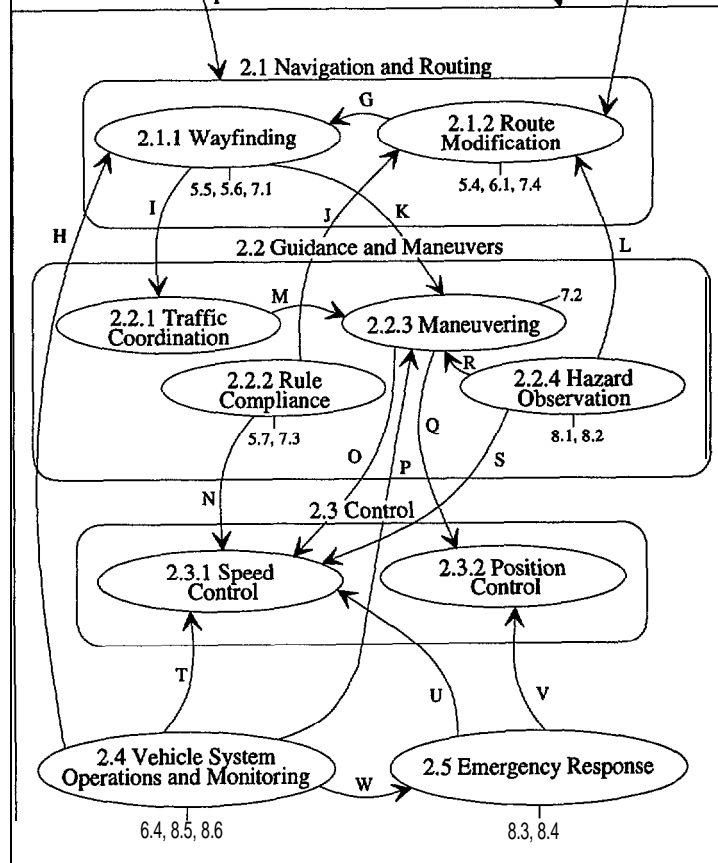 2.1 Navigation and Routing
G
2.1.1 Wayfinding
2.1.2 Route
Modification
5.5, 5.6, 7.1
5.4, 6.1, 7.4
H
I
J
K
L
2.2 Guidance and Maneuvers
M
7.2
2.2.1 Traffic
Coordination
2.2.3 Maneuvering
R
2.2.2 Rule
Compliance
2.2.4 Hazard
Observation
5.7, 7.3
8.1, 8.2
Q
O
P
S
N
2.3 Control
2.3.1 Speed
Control
2.3.2 Position
Control
T
U
V
2.4 Vehicle System
Operations and Monitoring
2.5 Emergency Response
W
6.4, 8.5, 8.6
8.3, 8.4